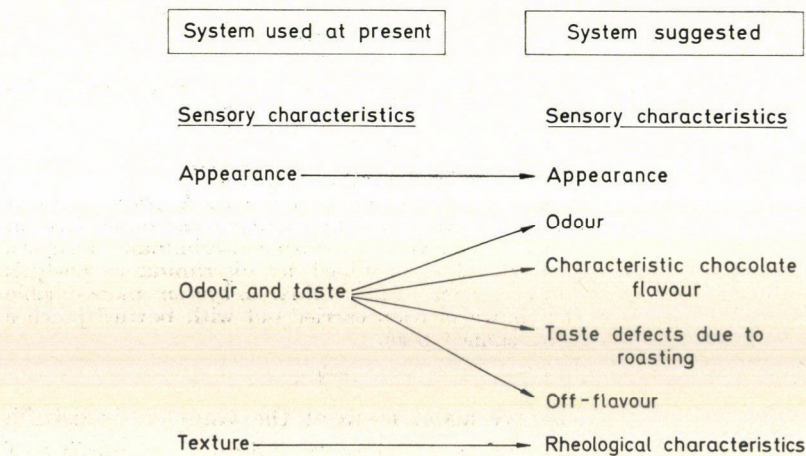 System used at present
System suggested
Sensory characteristics
Sensory characteristics
Appearance
Appearance
Odour
Characteristic chocolate
flavour
Odour and taste
Taste defects due to
roasting
Off-flavour
Texture
Rheological characteristics